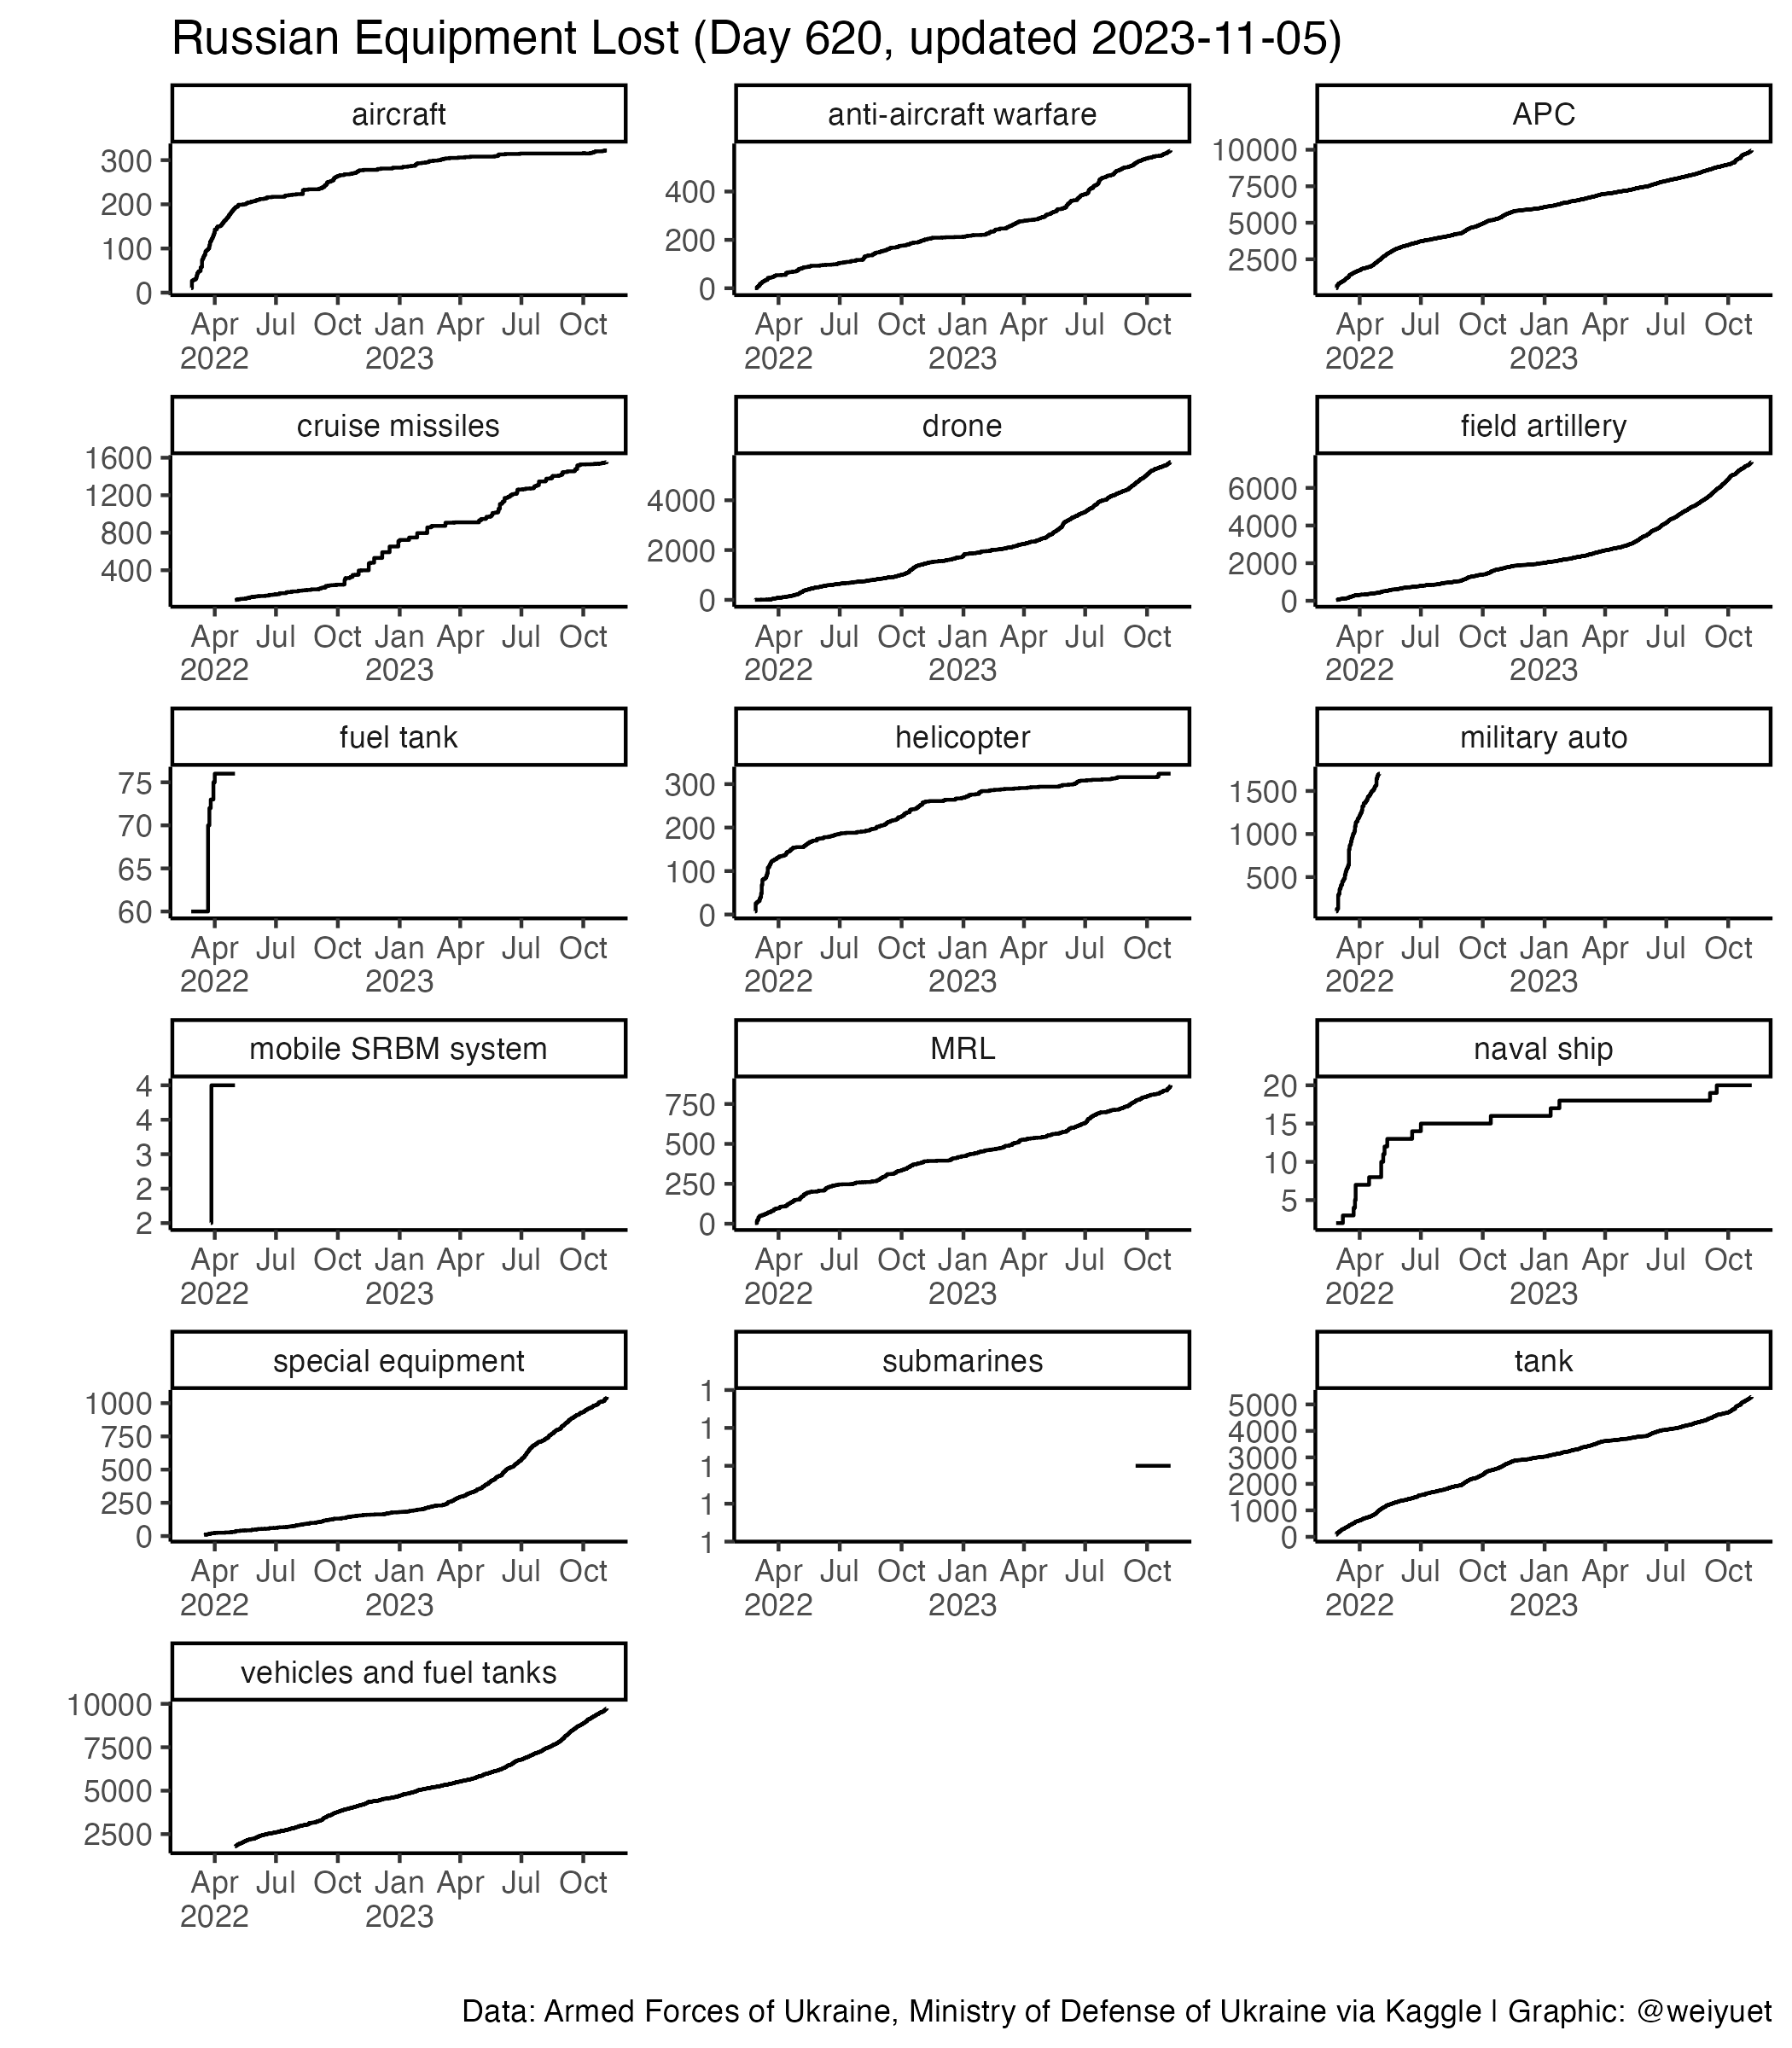 Russian Equipment Lost (Day 620, updated 2023-11-05)
aircraft
300
200
100
0
Apr Jul Oct Jan Apr Jul Oct
2022 2023
anti-aircraft warfare
400
200
0
Apr Jul Oct Jan Apr Jul Oct
2022 2023
APC
10000
7500
5000
2500
Apr Jul Oct Jan Apr Jul Oct
2022 2023
cruise missiles
1600
1200
800
400
Apr Jul Oct Jan Apr Jul Oct
2022 2023
drone
4000
2000
0
Apr Jul Oct Jan Apr Jul Oct
2022 2023
field artillery
6000
4000
2000
0
Apr Jul Oct Jan Apr Jul Oct
2022 2023
fuel tank
75
70
65
60
Apr Jul Oct Jan Apr Jul Oct
2022 2023
helicopter
300
200
100
0
Apr Jul Oct Jan Apr Jul Oct
2022 2023
military auto
1500
1000
500
Apr Jul Oct Jan Apr Jul Oct
2022 2023
mobile SRBM system
4
4
3
2
2
Apr Jul Oct Jan Apr Jul Oct
2022 2023
MRL
750
500
250
0
Apr Jul Oct Jan Apr Jul Oct
2022 2023
naval ship
20
15
10
5
Apr Jul Oct Jan Apr Jul Oct
2022 2023
special equipment
1000
750
500
250
0
Apr Jul Oct Jan Apr Jul Oct
2022 2023
submarines
1
1
1
1
1
Apr Jul Oct Jan Apr Jul Oct
2022 2023
tank
5000
4000
3000
2000
1000
0
Apr Jul Oct Jan Apr Jul Oct
2022 2023
vehicles and fuel tanks
10000
7500
5000
2500
Apr Jul Oct Jan Apr Jul Oct
2022 2023
Data: Armed Forces of Ukraine, Ministry of Defense of Ukraine via Kaggle | Graphic: @weiyuet